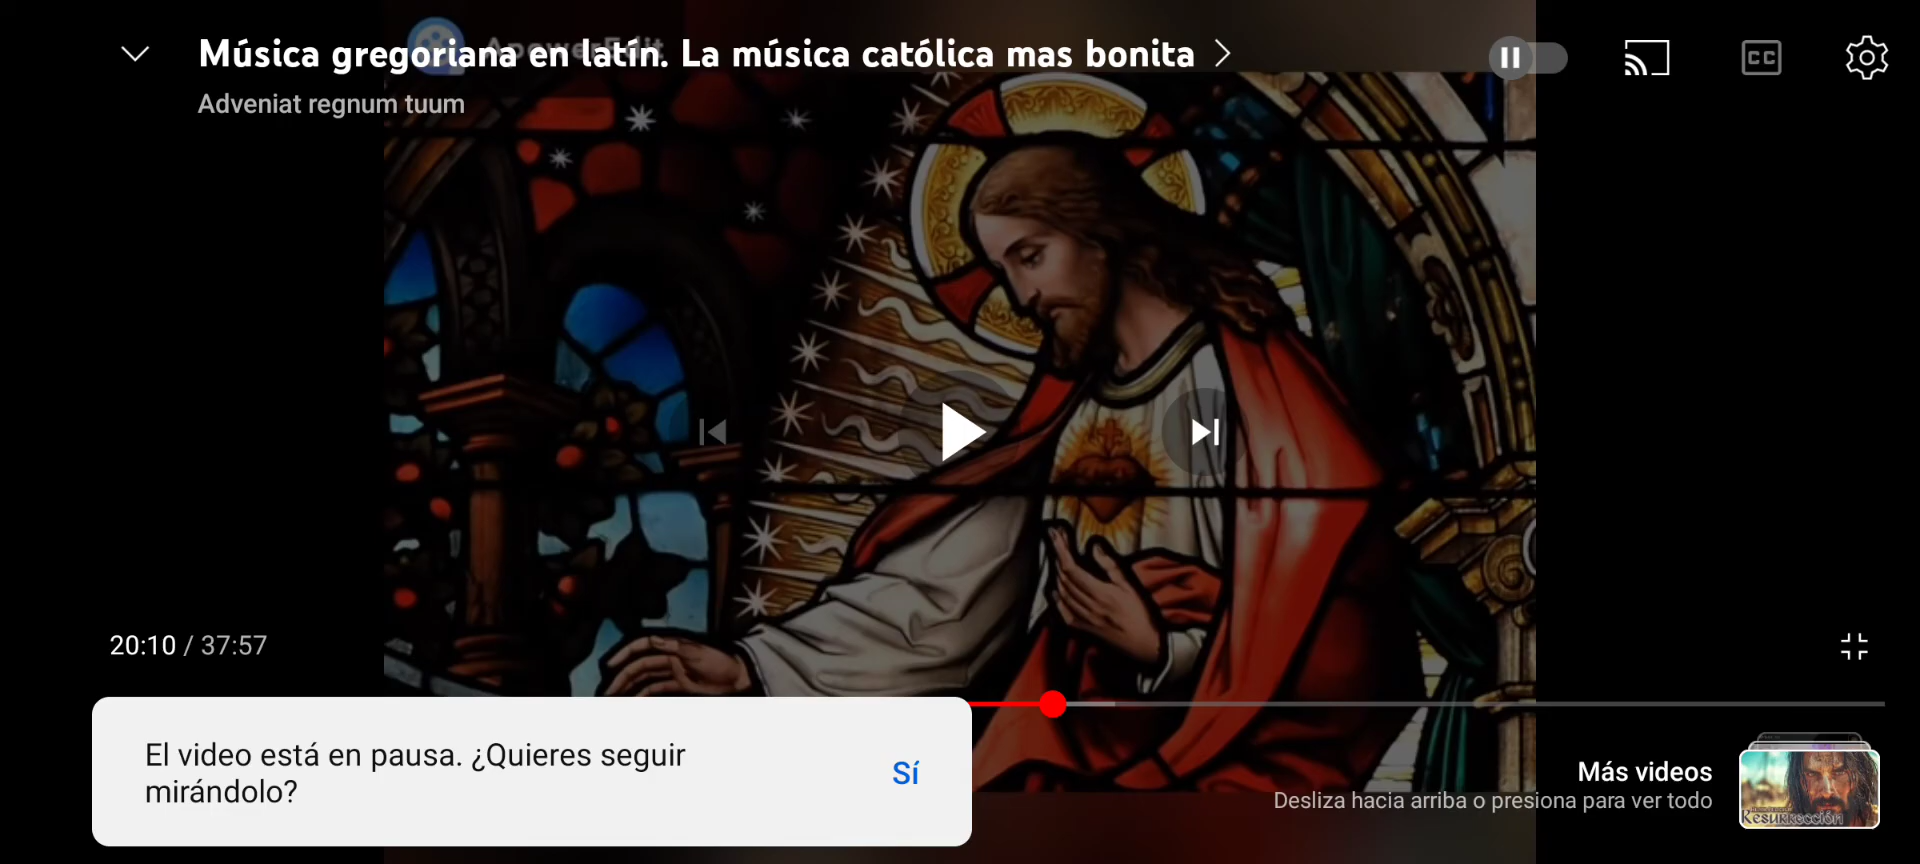 Música gregoriana en latín. La música católica mas bonita
Adveniat regnum tuum
CC
20:10 / 37:57
El video está en pausa. ¿Quieres seguir
mirándolo?
Sí
Más videos
Desliza hacia arriba o presiona para ver todo
Resurrección